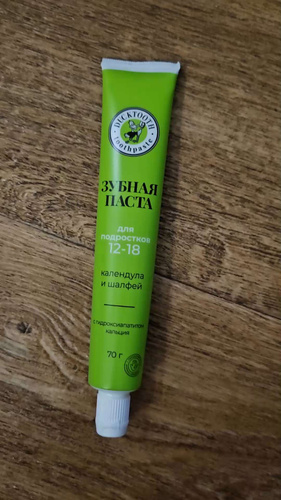 DUCKTOOTH
toothpaste
ЗУБНАЯ
ПАСТА
для
подростков
12-18
календула
и шалфей
с гидроксиапатитом
кальция
70 г